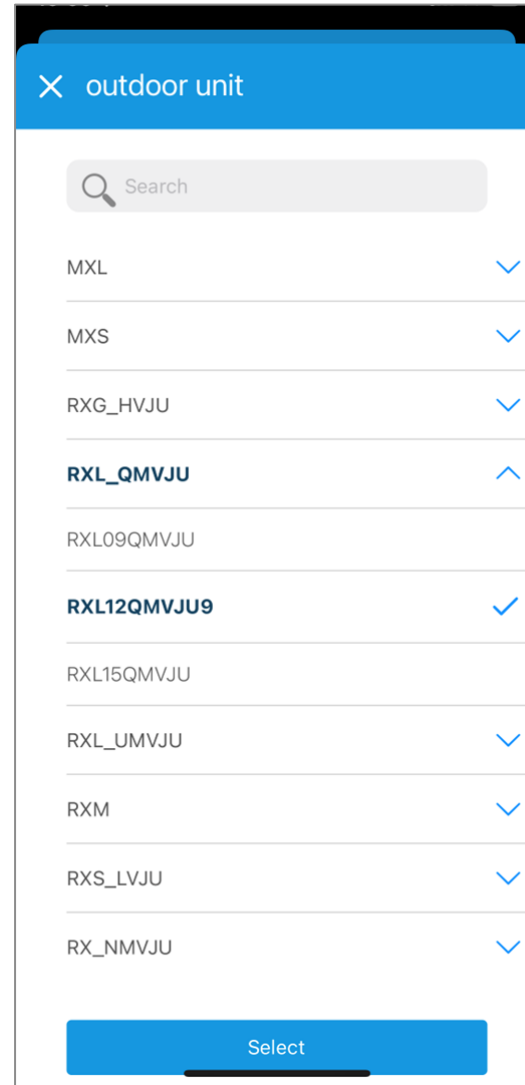 outdoor unit
Search
MXL
MXS
RXG_HVJU
RXL_QMVJU
RXL09QMVJU
RXL12QMVJU9
RXL15QMVJU
RXL_UMVJU
RXM
RXS_LVJU
RX_NMVJU
Select